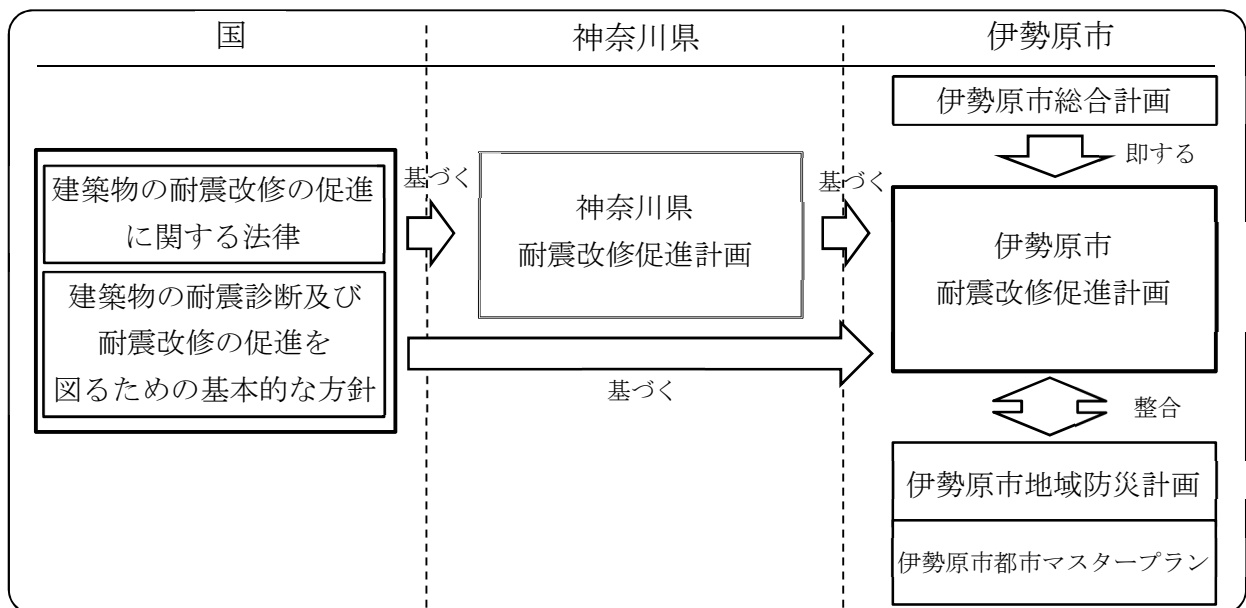 国
神奈川県
伊勢原市
伊勢原市総合計画
即する
建築物の耐震改修の促進
に関する法律
建築物の耐震診断及び
耐震改修の促進を
図るための基本的な方針
基づく
神奈川県
耐震改修促進計画
基づく
基づく
伊勢原市
耐震改修促進計画
整合
伊勢原市地域防災計画
伊勢原市都市マスタープラン